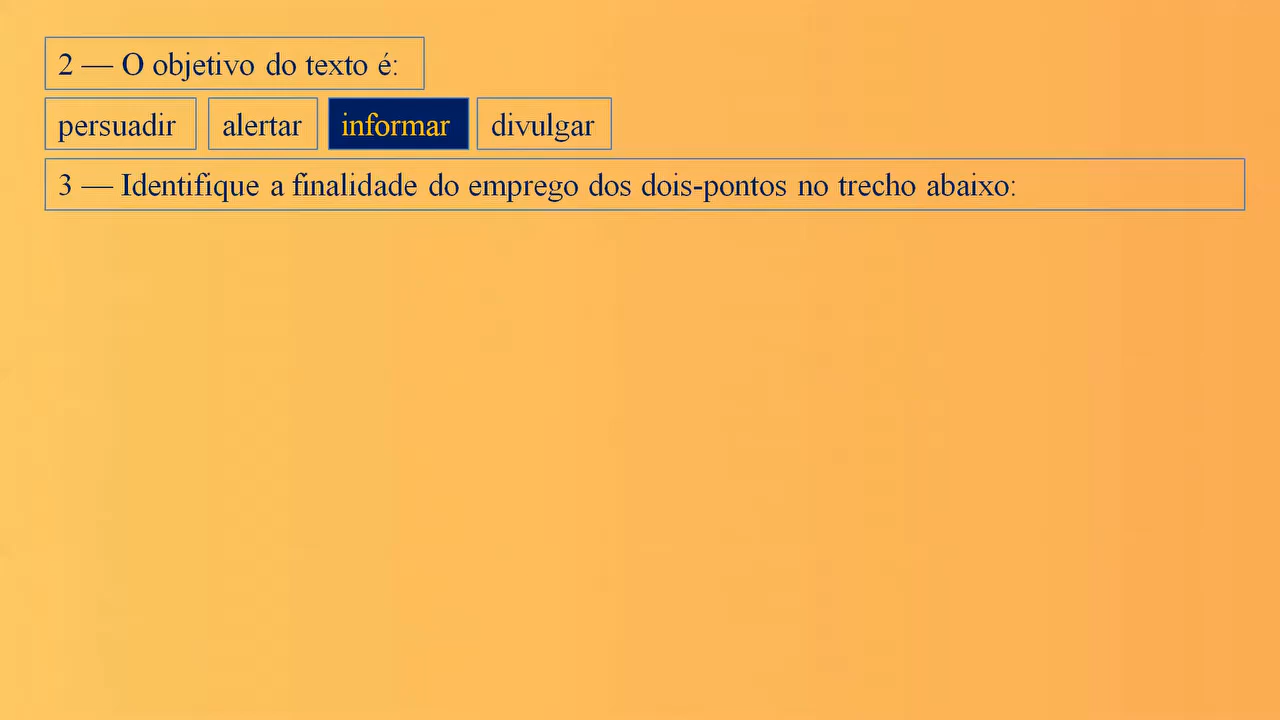 2 — O objetivo do texto é:
persuadir alertar informar divulgar
3 — Identifique a finalidade do emprego dos dois-pontos no trecho abaixo: